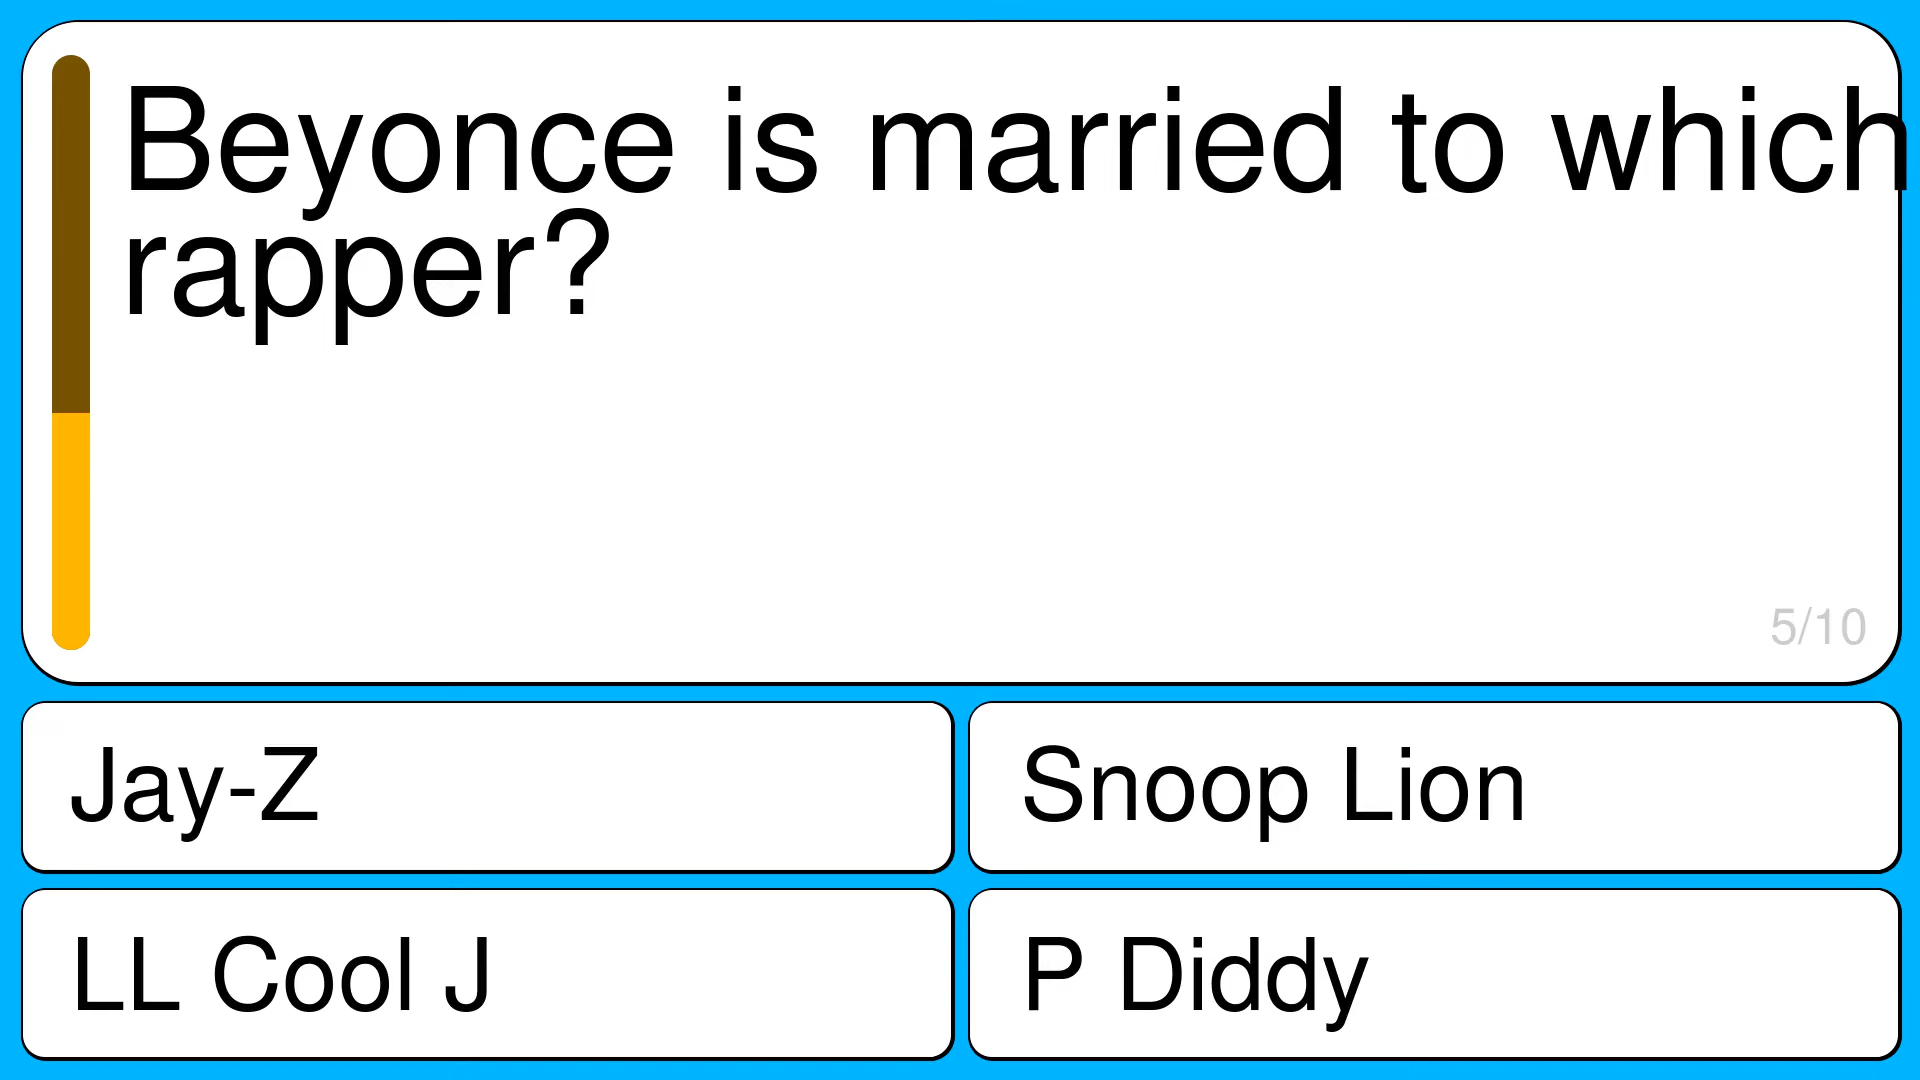 Beyonce is married to which
rapper?
5/10
Jay-Z
Snoop Lion
LL Cool J
P Diddy